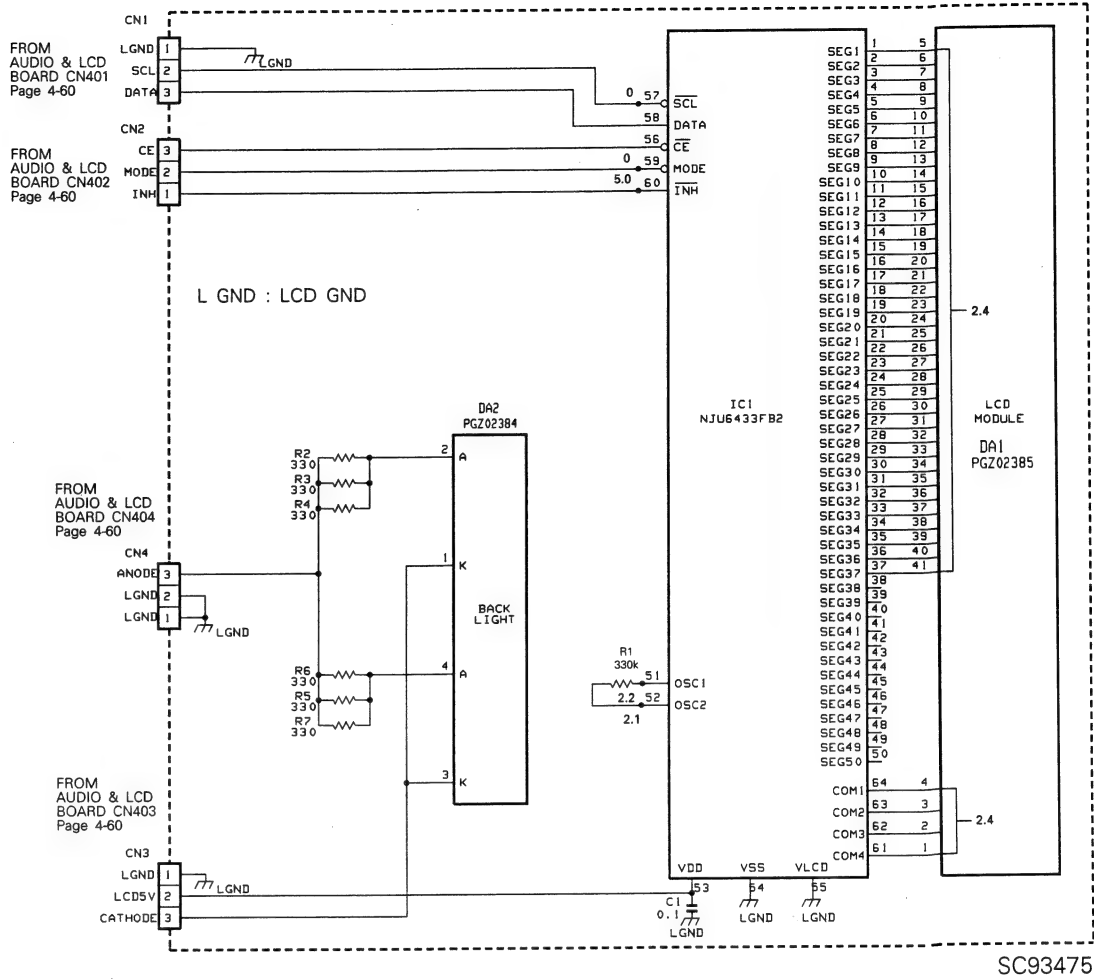 CN1
FROM
AUDIO & LCD
BOARD CN401
Page 4-60
LGND 1
SCL 2
DATA 3
LGND
CN2
FROM
AUDIO & LCD
BOARD CN402
Page 4-60
CE 3
MODE 2
INH 1
0 57 SCL
58 DATA
56 CE
0 59 MODE
5.0 60 INH
L GND : LCD GND
IC1
NJU6433FB2
SEG1 1 5
SEG2 2 6
SEG3 3 7
SEG4 4 8
SEG5 5 9
SEG6 6 10
SEG7 7 11
SEG8 8 12
SEG9 9 13
SEG10 10 14
SEG11 11 15
SEG12 12 16
SEG13 13 17
SEG14 14 18
SEG15 15 19
SEG16 16 20
SEG17 17 21
SEG18 18 22
SEG19 19 23
SEG20 20 24
SEG21 21 25
SEG22 22 26
SEG23 23 27
SEG24 24 28
SEG25 25 29
SEG26 26 30
SEG27 27 31
SEG28 28 32
SEG29 29 33
SEG30 30 34
SEG31 31 35
SEG32 32 36
SEG33 33 37
SEG34 34 38
SEG35 35 39
SEG36 36 40
SEG37 37 41
SEG38 38
SEG39 39
SEG40 40
SEG41 41
SEG42 42
SEG43 43
SEG44 44
SEG45 45
SEG46 46
SEG47 47
SEG48 48
SEG49 49
SEG50 50
2.4
COM1 64 4
COM2 63 3
COM3 62 2
COM4 61 1
2.4
LCD
MODULE
DA1
PGZ02385
DA2
PGZ02384
2 A
1 K
BACK
LIGHT
4 A
3 K
R2
330
R3
330
R4
330
R6
330
R5
330
R7
330
FROM
AUDIO & LCD
BOARD CN404
Page 4-60
CN4
ANODE 3
LGND 2
LGND 1
LGND
R1
330k
51 OSC1
2.2 52 OSC2
2.1
FROM
AUDIO & LCD
BOARD CN403
Page 4-60
CN3
LGND 1
LCD5V 2
CATHODE 3
LGND
VDD VSS VLCD
53 54 55
C1
0.1
LGND
LGND
LGND
SC93475